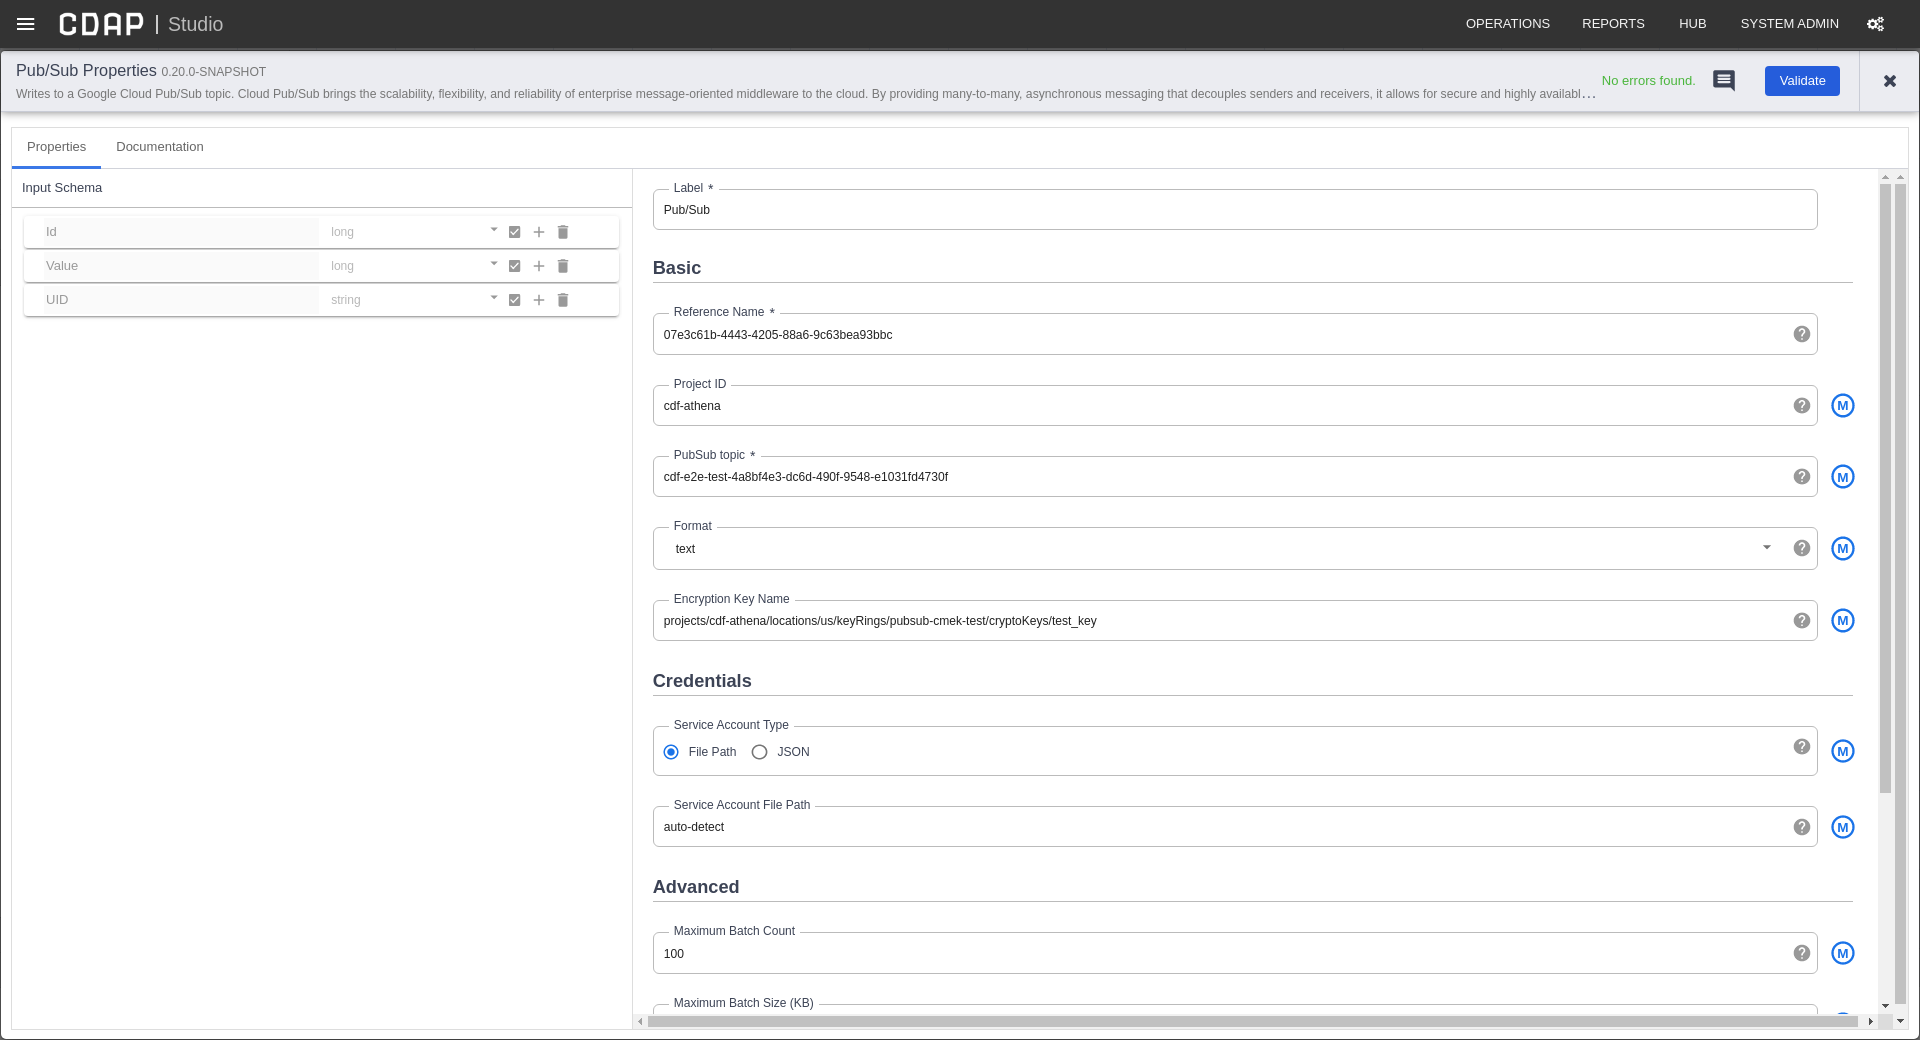 CDAP | Studio
OPERATIONS REPORTS HUB SYSTEM ADMIN
Pub/Sub Properties 0.20.0-SNAPSHOT
Writes to a Google Cloud Pub/Sub topic. Cloud Pub/Sub brings the scalability, flexibility, and reliability of enterprise message-oriented middleware to the cloud. By providing many-to-many, asynchronous messaging that decouples senders and receivers, it allows for secure and highly availabl...
No errors found.
Validate
Properties Documentation
Input Schema
Id long
Value long
UID string
Label *
Pub/Sub
Basic
Reference Name *
07e3c61b-4443-4205-88a6-9c63bea93bbc
Project ID
cdf-athena
M
PubSub topic *
cdf-e2e-test-4a8bf4e3-dc6d-490f-9548-e1031fd4730f
M
Format
text
M
Encryption Key Name
projects/cdf-athena/locations/us/keyRings/pubsub-cmek-test/cryptoKeys/test_key
M
Credentials
Service Account Type
File Path JSON
M
Service Account File Path
auto-detect
M
Advanced
Maximum Batch Count
100
M
Maximum Batch Size (KB)